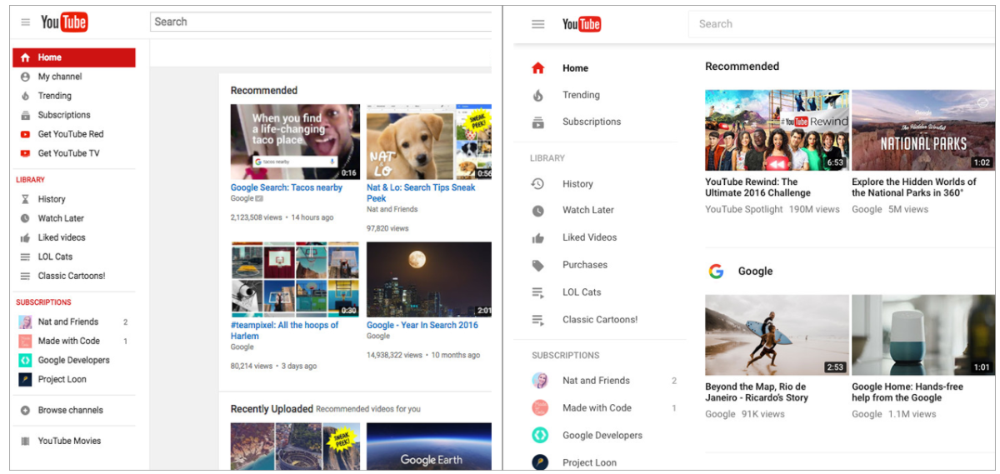 YouTube
Search
Home
My channel
Trending
Subscriptions
Get YouTube Red
Get YouTube TV
LIBRARY
History
Watch Later
Liked videos
LOL Cats
Classic Cartoons!
SUBSCRIPTIONS
Nat and Friends 2
Made with Code 1
Google Developers
Project Loon
Browse channels
YouTube Movies
Recommended
When you find
a life-changing
taco place
Google
tacos nearby
0:16
Google Search: Tacos nearby
Google
2,123,508 views • 14 hours ago
SNEAK
PEEK!
NAT
& LO
0:56
Nat & Lo: Search Tips Sneak
Peek
Nat and Friends
97,820 views
0:30
#teampixel: All the hoops of
Harlem
Google
80,214 views • 3 days ago
2:01
Google - Year In Search 2016
Google
14,938,322 views • 10 months ago
Recently Uploaded Recommended videos for you
SNEAK
PEEK!
Google Earth
YouTube
Search
Home
Trending
Subscriptions
LIBRARY
History
Watch Later
Liked Videos
Purchases
LOL Cats
Classic Cartoons!
SUBSCRIPTIONS
Nat and Friends 2
Made with Code 1
Google Developers
Project Loon
Recommended
#YouTube Rewind
6:53
YouTube Rewind: The
Ultimate 2016 Challenge
YouTube Spotlight 190M views
Google
The Hidden Worlds
of the
NATIONAL PARKS
1:02
Explore the Hidden Worlds of
the National Parks in 360°
Google 5M views
Google
2:53
Beyond the Map, Rio de
Janeiro - Ricardo's Story
Google 91K views
1:01
Google Home: Hands-free
help from the Google
Google 1.1M views